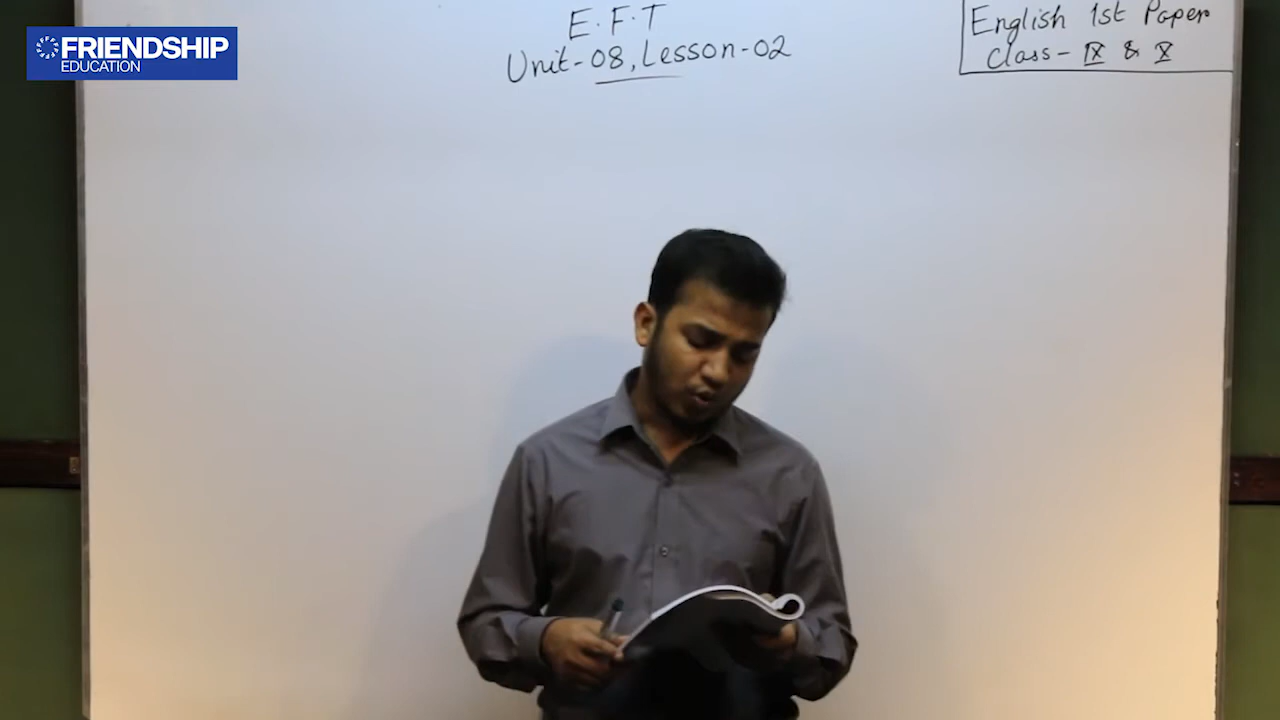 FRIENDSHIP
EDUCATION
E.F.T
Unit-08, Lesson-02
English 1st Paper
Class- IX & X